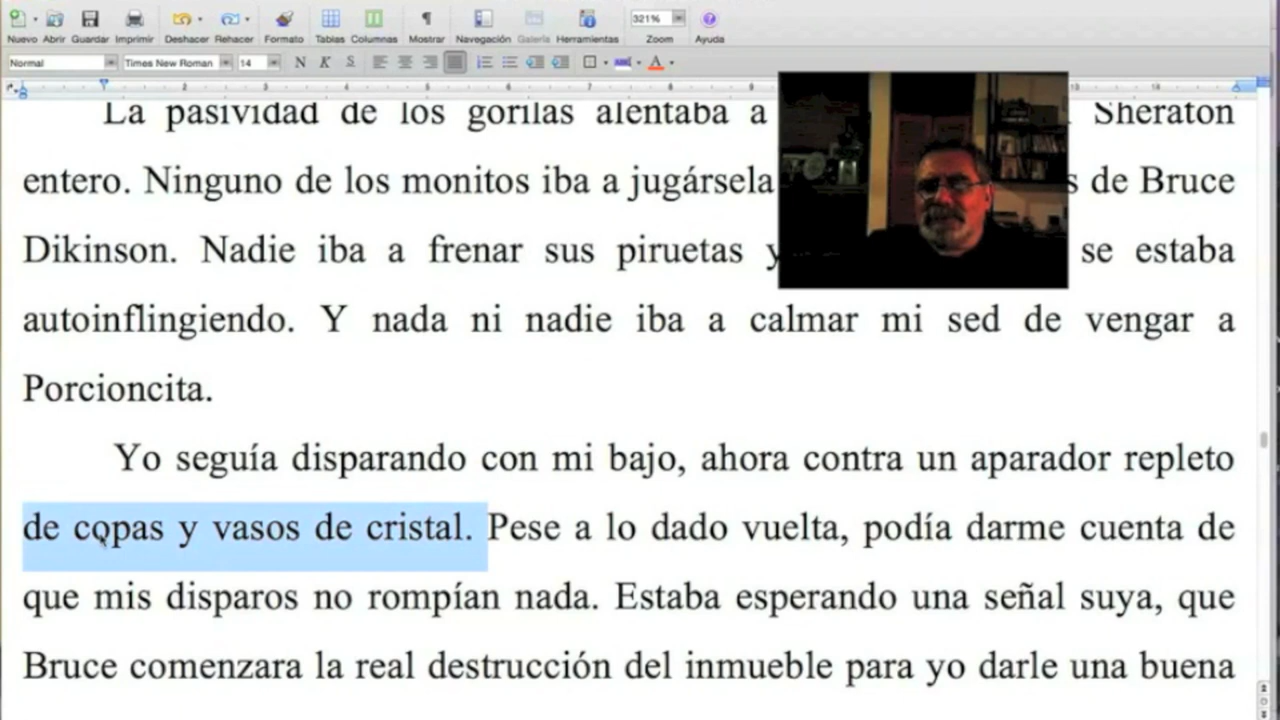 Nuevo Abrir Guardar Imprimir Deshacer Rehacer Formato Tablas Columnas Mostrar Navegación Galería Herramientas 321% Zoom Ayuda
Normal Times New Roman 14 N K S
La pasividad de los gorilas alentaba a Sheraton
entero. Ninguno de los monitos iba a jugársela s de Bruce
Dikinson. Nadie iba a frenar sus piruetas y se estaba
autoinflingiendo. Y nada ni nadie iba a calmar mi sed de vengar a
Porcioncita.
Yo seguía disparando con mi bajo, ahora contra un aparador repleto
de copas y vasos de cristal. Pese a lo dado vuelta, podía darme cuenta de
que mis disparos no rompían nada. Estaba esperando una señal suya, que
Bruce comenzara la real destrucción del inmueble para yo darle una buena